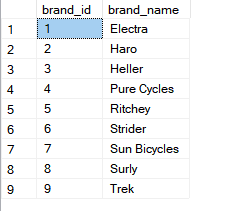 brand_id brand_name
1 1 Electra
2 2 Haro
3 3 Heller
4 4 Pure Cycles
5 5 Ritchey
6 6 Strider
7 7 Sun Bicycles
8 8 Surly
9 9 Trek